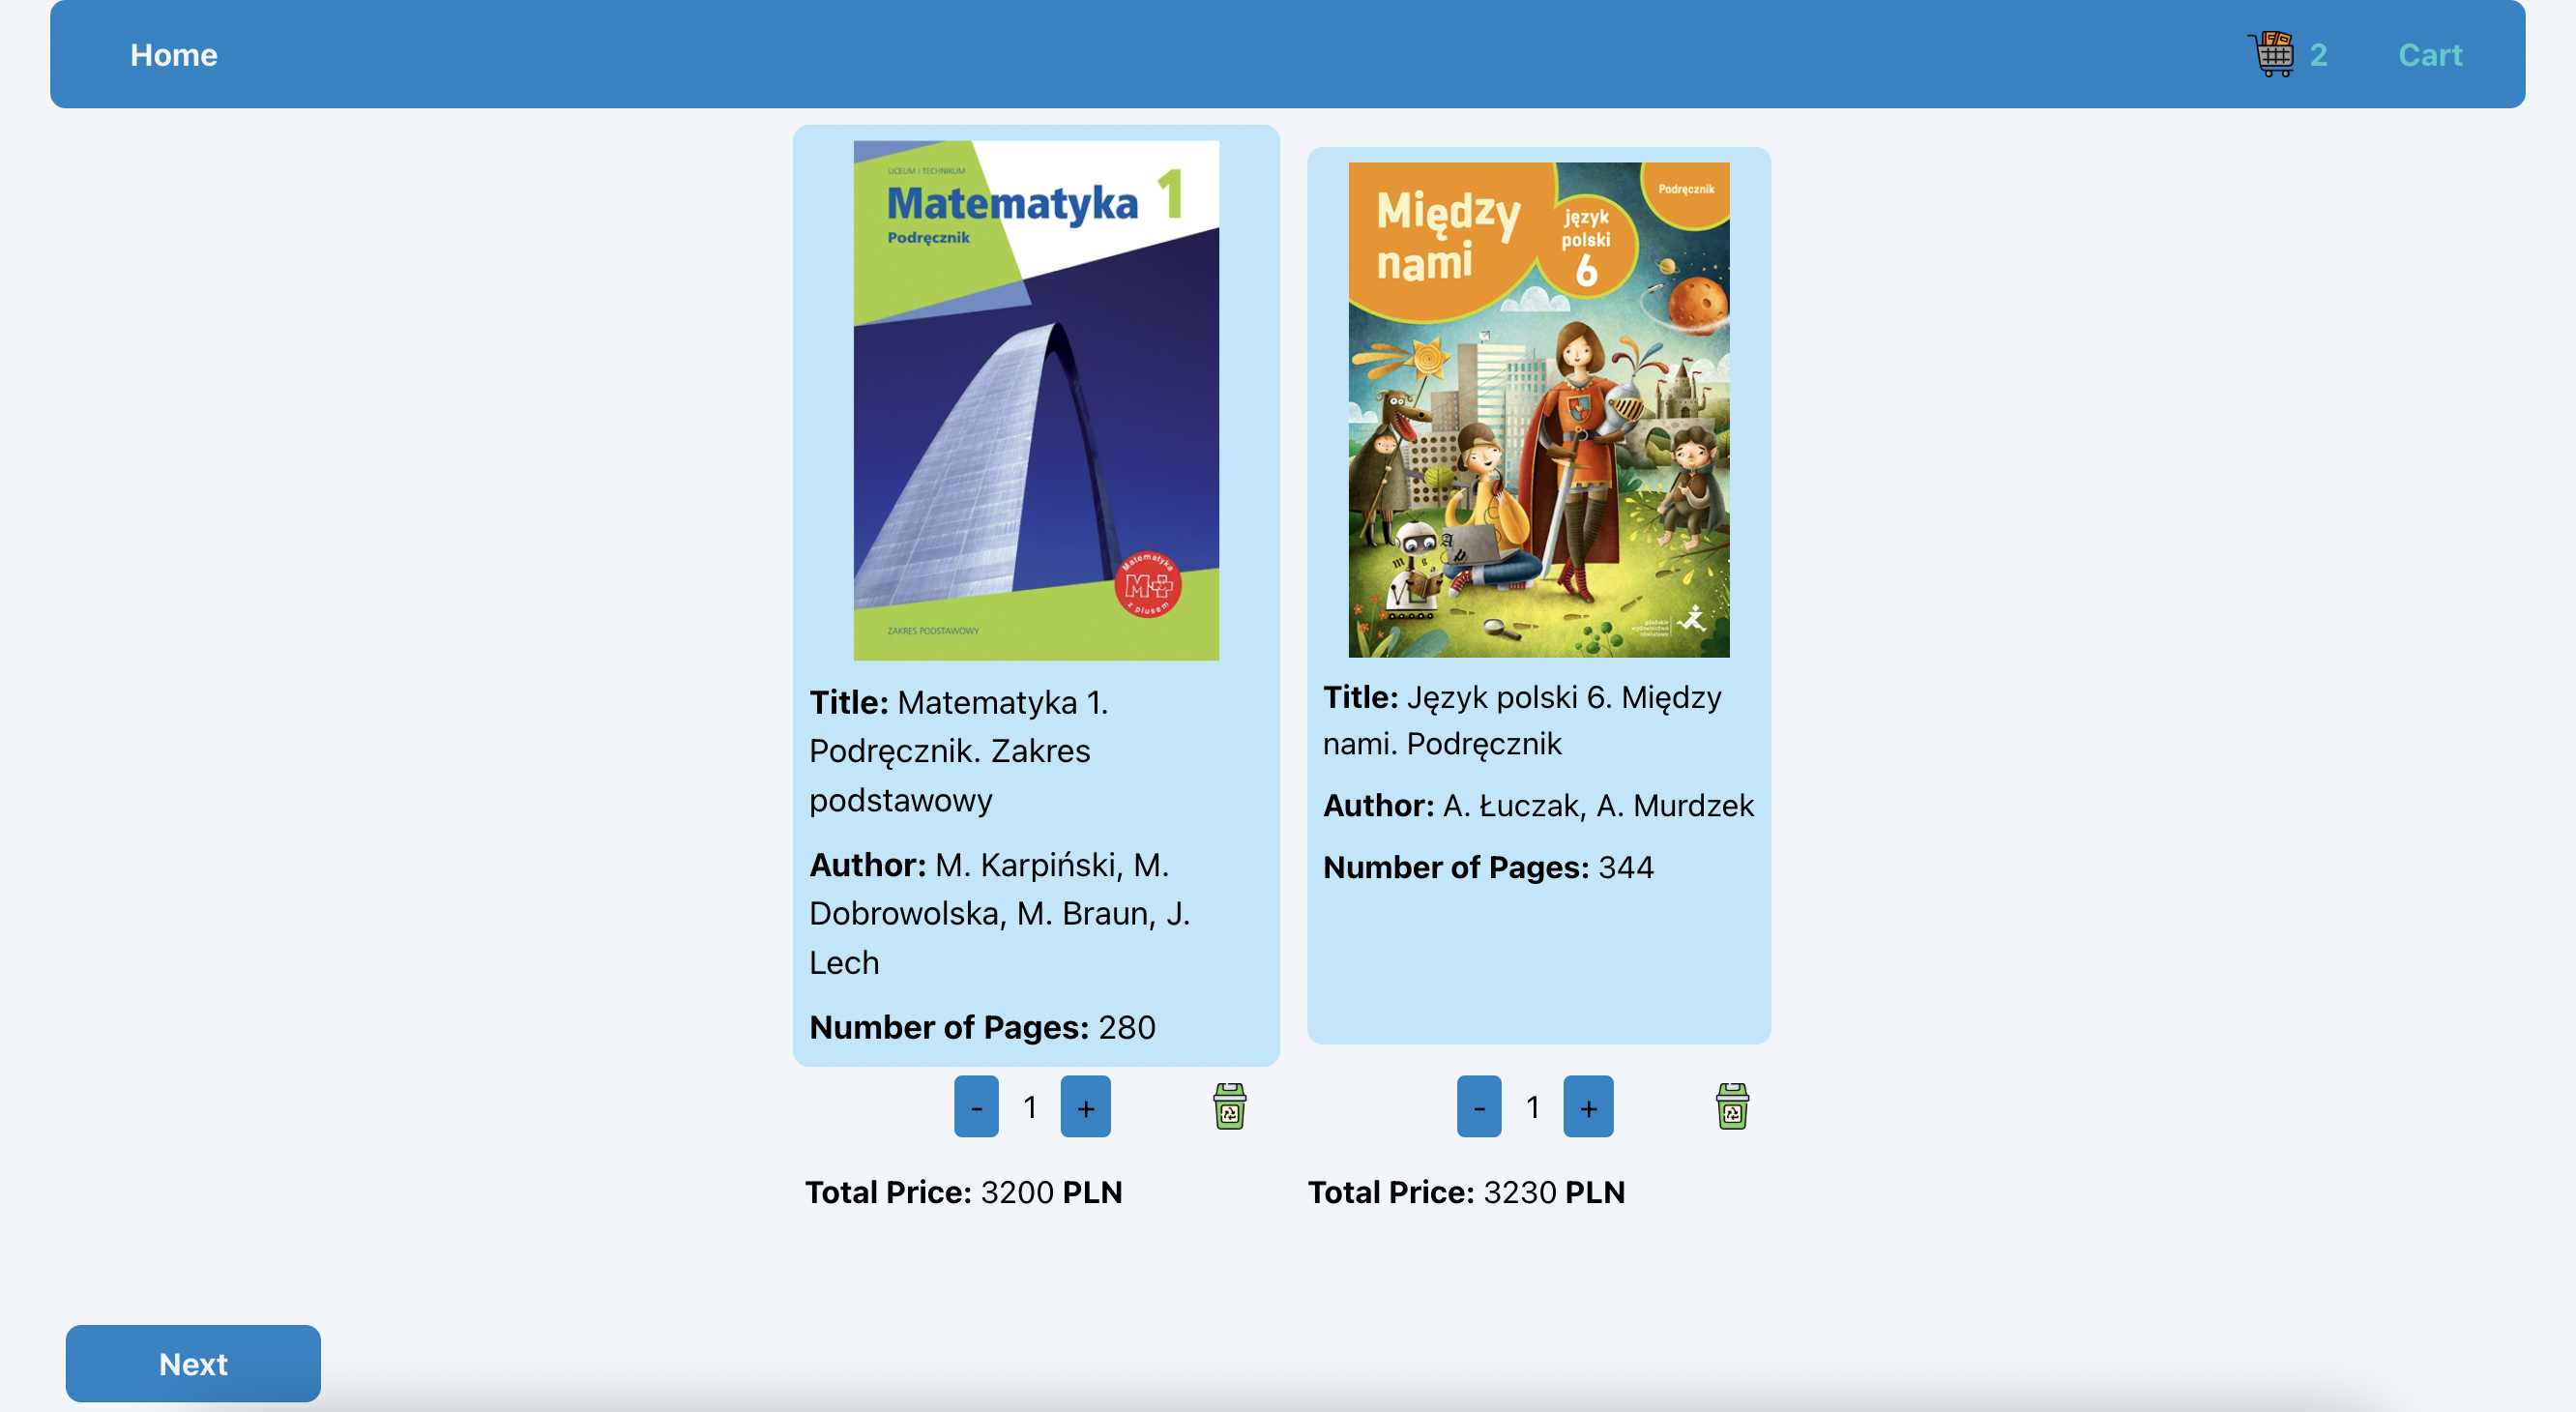 Home
2
Cart
LICEUM I TECHNIKUM
Matematyka 1
Podręcznik
Matematyka
M+
z plusem
ZAKRES PODSTAWOWY
Title: Matematyka 1.
Podręcznik. Zakres
podstawowy
Author: M. Karpiński, M.
Dobrowolska, M. Braun, J.
Lech
Number of Pages: 280
- 1 +
Total Price: 3200 PLN
Między
nami
język
polski
6
Podręcznik
gdańskie
wydawnictwo
oświatowe
Title: Język polski 6. Między
nami. Podręcznik
Author: A. Łuczak, A. Murdzek
Number of Pages: 344
- 1 +
Total Price: 3230 PLN
Next